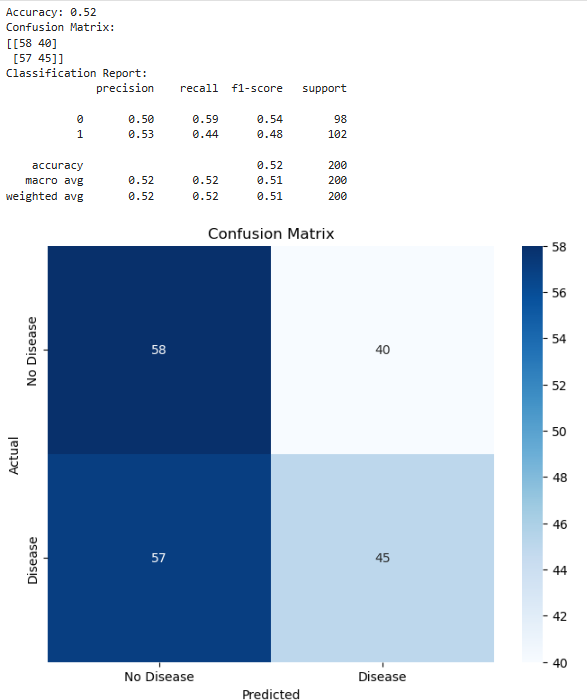 Accuracy: 0.52
Confusion Matrix:
[[58 40]
 [57 45]]
Classification Report:
              precision    recall  f1-score   support

           0       0.50      0.59      0.54        98
           1       0.53      0.44      0.48       102

    accuracy                           0.52       200
   macro avg       0.52      0.52      0.51       200
weighted avg       0.52      0.52      0.51       200

Confusion Matrix
58
56
54
52
50
48
46
44
42
40
Actual
No Disease
Disease
58 40
57 45
No Disease Disease
Predicted